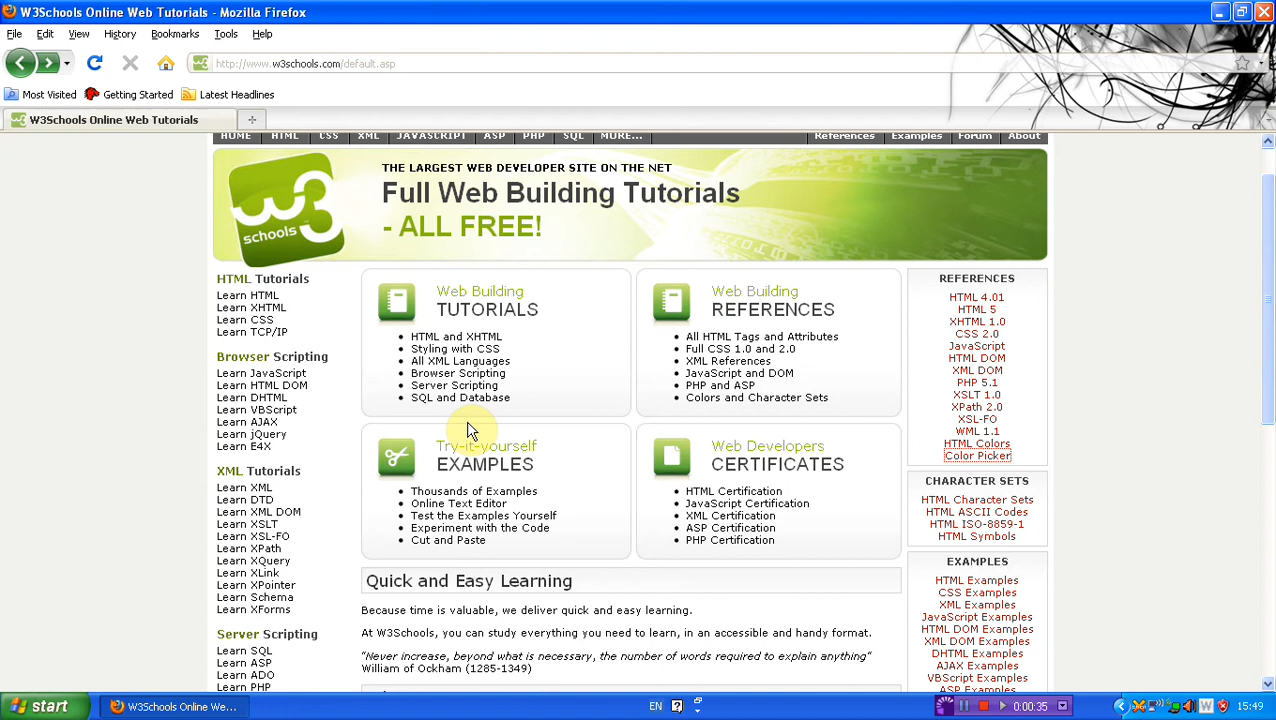 W3Schools Online Web Tutorials - Mozilla Firefox
File Edit View History Bookmarks Tools Help
http://www.w3schools.com/default.asp
Most Visited Getting Started Latest Headlines
W3Schools Online Web Tutorials
HOME HTML CSS XML JAVASCRIPT ASP PHP SQL MORE... References Examples Forum About
w3 schools
THE LARGEST WEB DEVELOPER SITE ON THE NET
Full Web Building Tutorials
- ALL FREE!
HTML Tutorials
Learn HTML
Learn XHTML
Learn CSS
Learn TCP/IP
Browser Scripting
Learn JavaScript
Learn HTML DOM
Learn DHTML
Learn VBScript
Learn AJAX
Learn jQuery
Learn E4X
XML Tutorials
Learn XML
Learn DTD
Learn XML DOM
Learn XSLT
Learn XSL-FO
Learn XPath
Learn XQuery
Learn XLink
Learn XPointer
Learn Schema
Learn XForms
Server Scripting
Learn SQL
Learn ASP
Learn ADO
Learn PHP
Web Building
TUTORIALS
HTML and XHTML
Styling with CSS
All XML Languages
Browser Scripting
Server Scripting
SQL and Database
Web Building
REFERENCES
All HTML Tags and Attributes
Full CSS 1.0 and 2.0
XML References
JavaScript and DOM
PHP and ASP
Colors and Character Sets
Try-it-yourself
EXAMPLES
Thousands of Examples
Online Text Editor
Test the Examples Yourself
Experiment with the Code
Cut and Paste
Web Developers
CERTIFICATES
HTML Certification
JavaScript Certification
XML Certification
ASP Certification
PHP Certification
Quick and Easy Learning
Because time is valuable, we deliver quick and easy learning.
At W3Schools, you can study everything you need to learn, in an accessible and handy format.
"Never increase, beyond what is necessary, the number of words required to explain anything"
William of Ockham (1285-1349)
REFERENCES
HTML 4.01
HTML 5
XHTML 1.0
CSS 2.0
JavaScript
HTML DOM
XML DOM
PHP 5.1
XSLT 1.0
XPath 2.0
XSL-FO
WML 1.1
HTML Colors
Color Picker
CHARACTER SETS
HTML Character Sets
HTML ASCII Codes
HTML ISO-8859-1
HTML Symbols
EXAMPLES
HTML Examples
CSS Examples
XML Examples
JavaScript Examples
HTML DOM Examples
XML DOM Examples
DHTML Examples
AJAX Examples
VBScript Examples
ASP Examples
start W3Schools Online We... EN 0:00:35 15:49